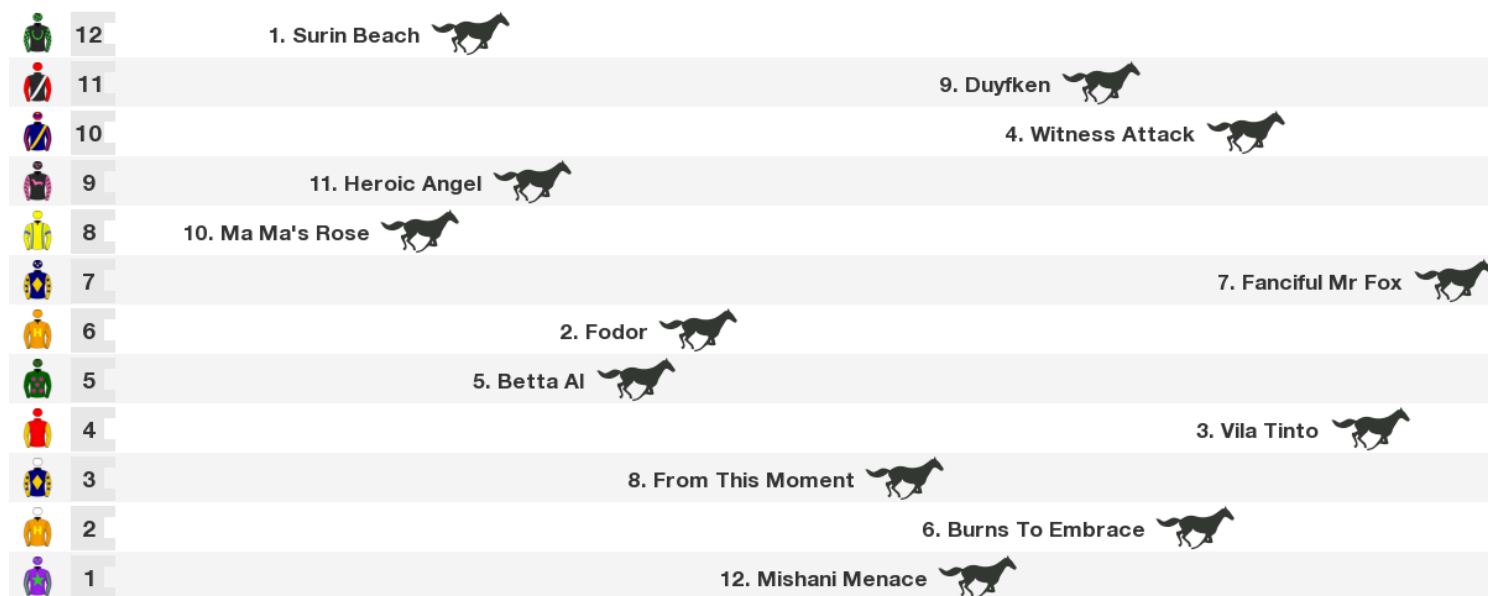 12 1. Surin Beach
11 9. Duyfken
10 4. Witness Attack
9 11. Heroic Angel
8 10. Ma Ma's Rose
7 7. Fanciful Mr Fox
6 2. Fodor
H
5 5. Betta Al
4 3. Vila Tinto
3 8. From This Moment
2 6. Burns To Embrace
H
1 12. Mishani Menace